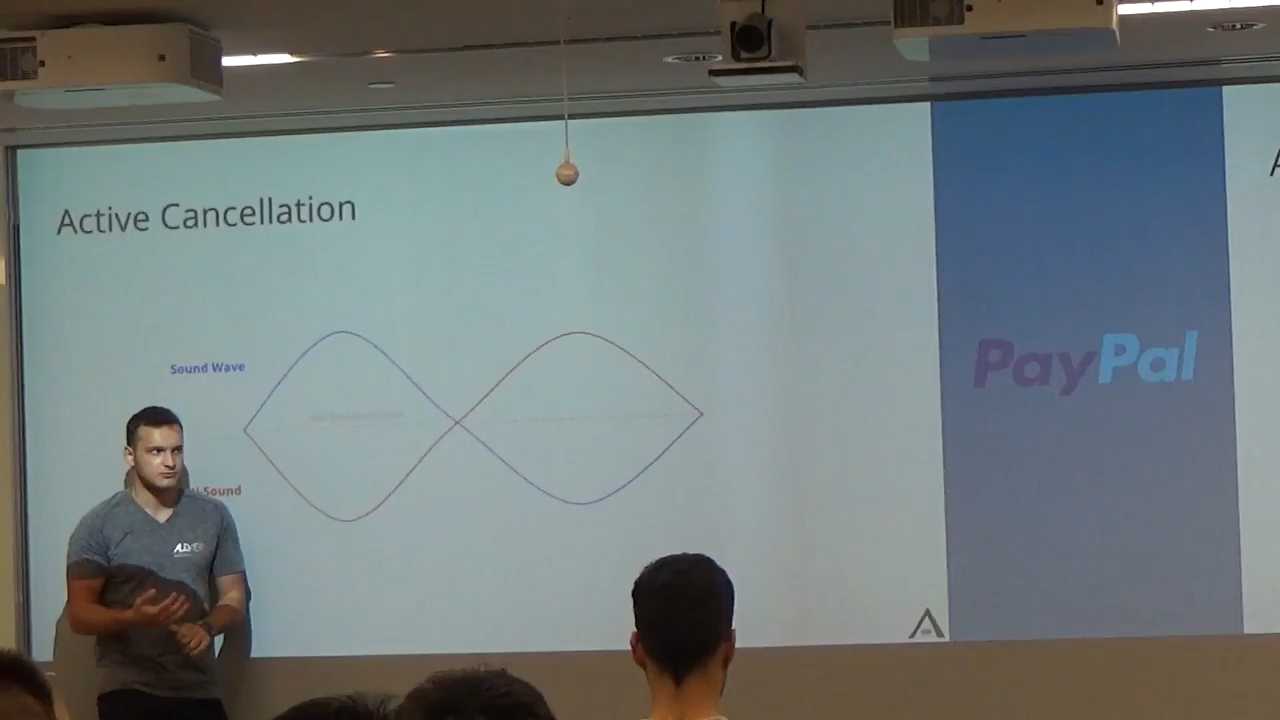 Active Cancellation
Sound Wave
Sound
PayPal
A